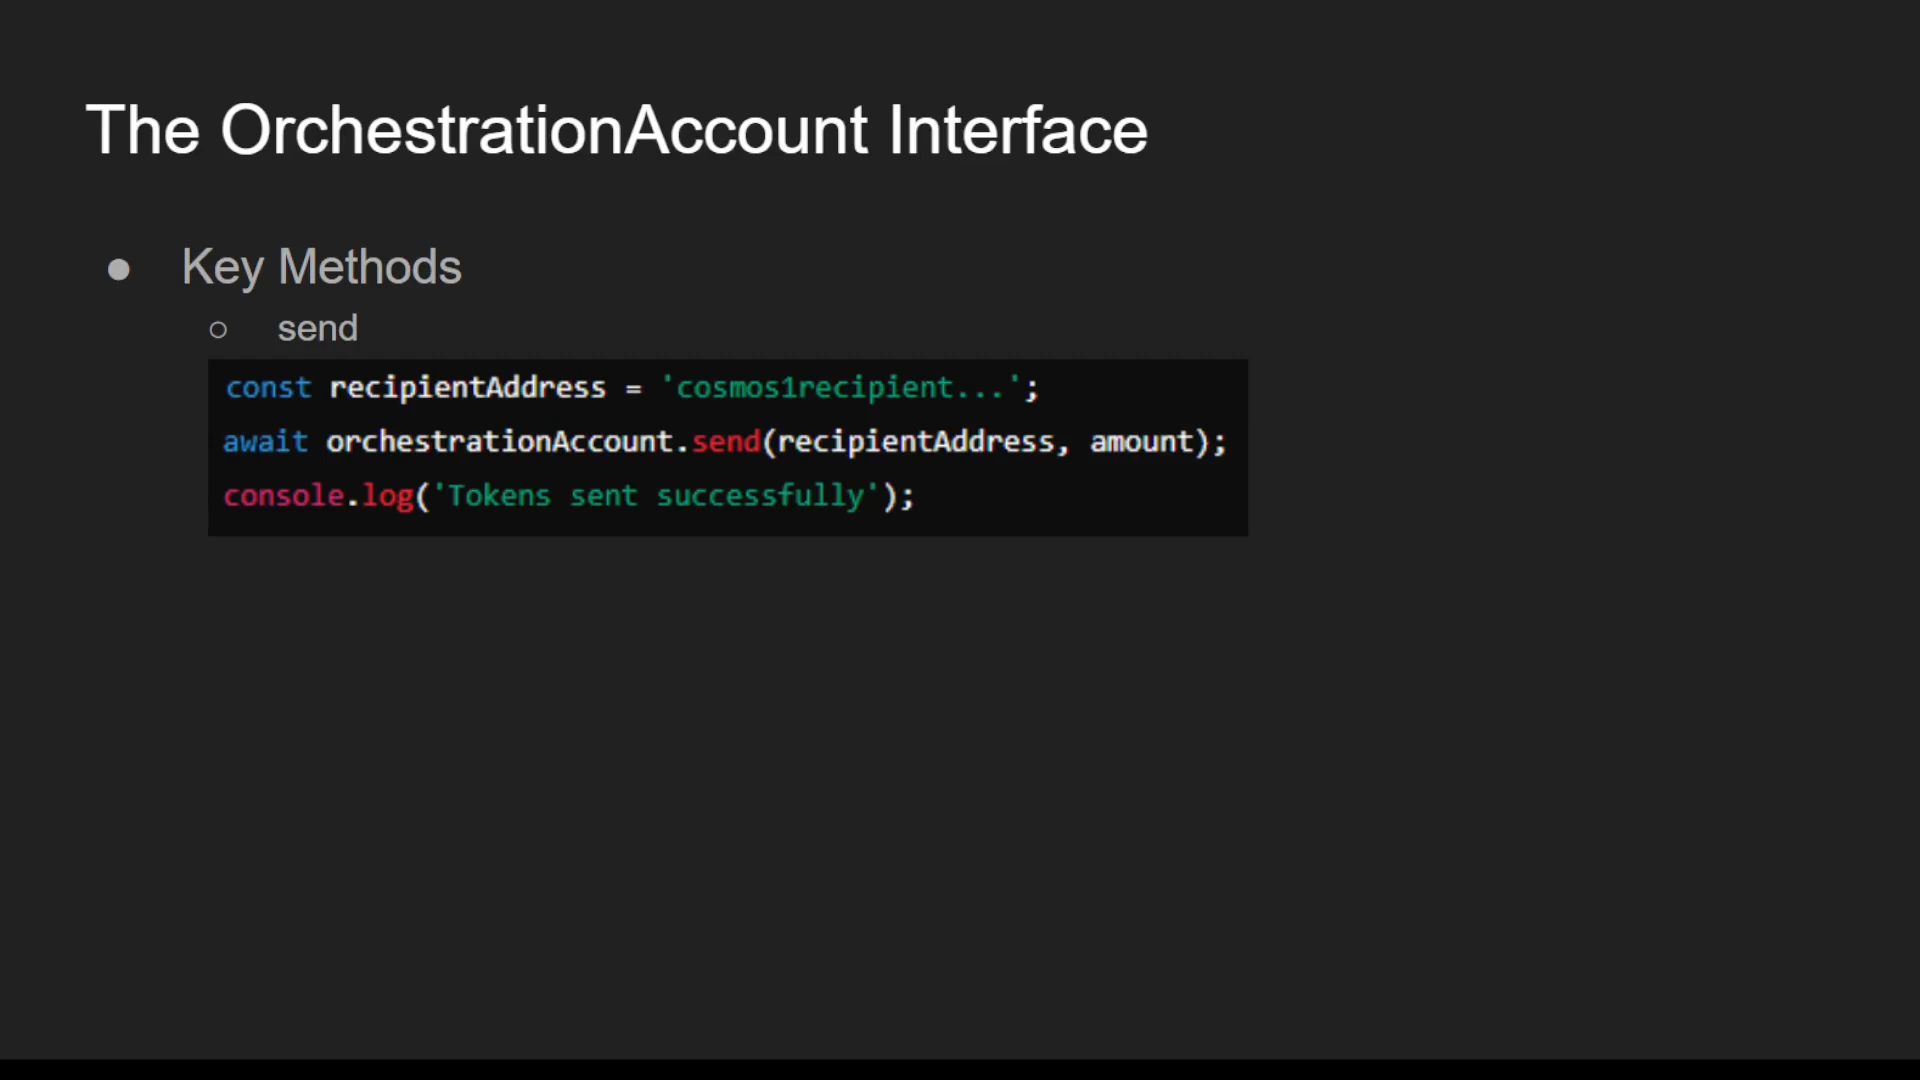 The OrchestrationAccount Interface
● Key Methods
○ send
const recipientAddress = 'cosmos1recipient...';
await orchestrationAccount.send(recipientAddress, amount);
console.log('Tokens sent successfully');